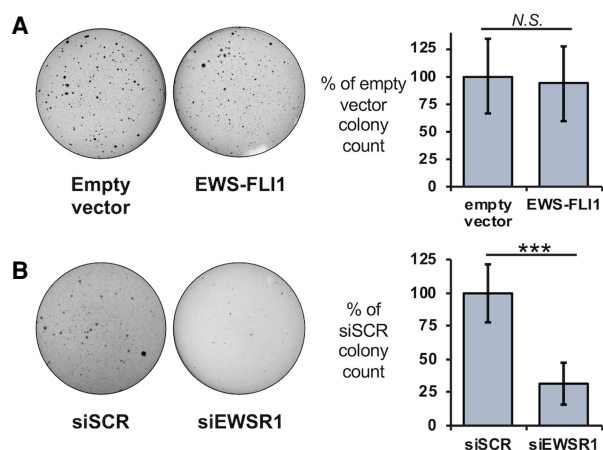 A
Empty
vector
EWS-FLI1
% of empty
vector
colony
count
N.S.
125
100
75
50
25
0
empty
vector
EWS-FLI1
B
siSCR
siEWSR1
% of
siSCR
colony
count
***
125
100
75
50
25
0
siSCR
siEWSR1